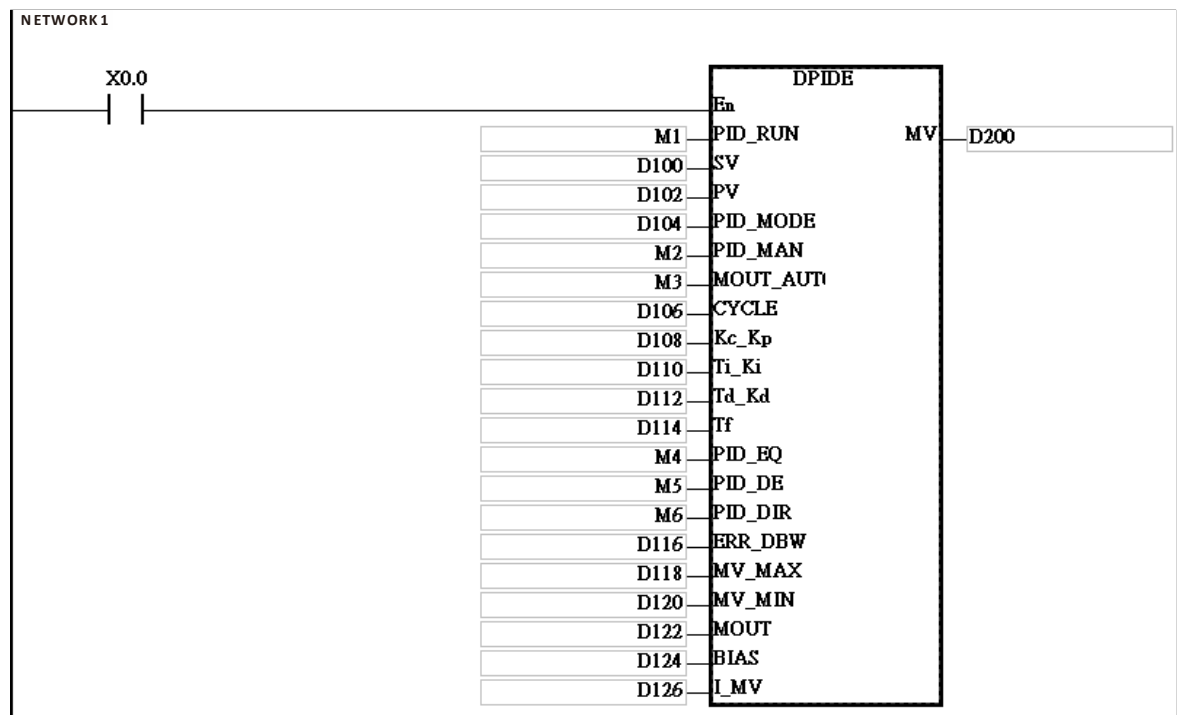 NETWORK 1
X0.0
DPIDE
En
M1 PID_RUN MV D200
D100 SV
D102 PV
D104 PID_MODE
M2 PID_MAN
M3 MOUT_AUT
D106 CYCLE
D108 Kc_Kp
D110 Ti_Ki
D112 Td_Kd
D114 Tf
M4 PID_EQ
M5 PID_DE
M6 PID_DIR
D116 ERR_DBW
D118 MV_MAX
D120 MV_MIN
D122 MOUT
D124 BIAS
D126 I_MV